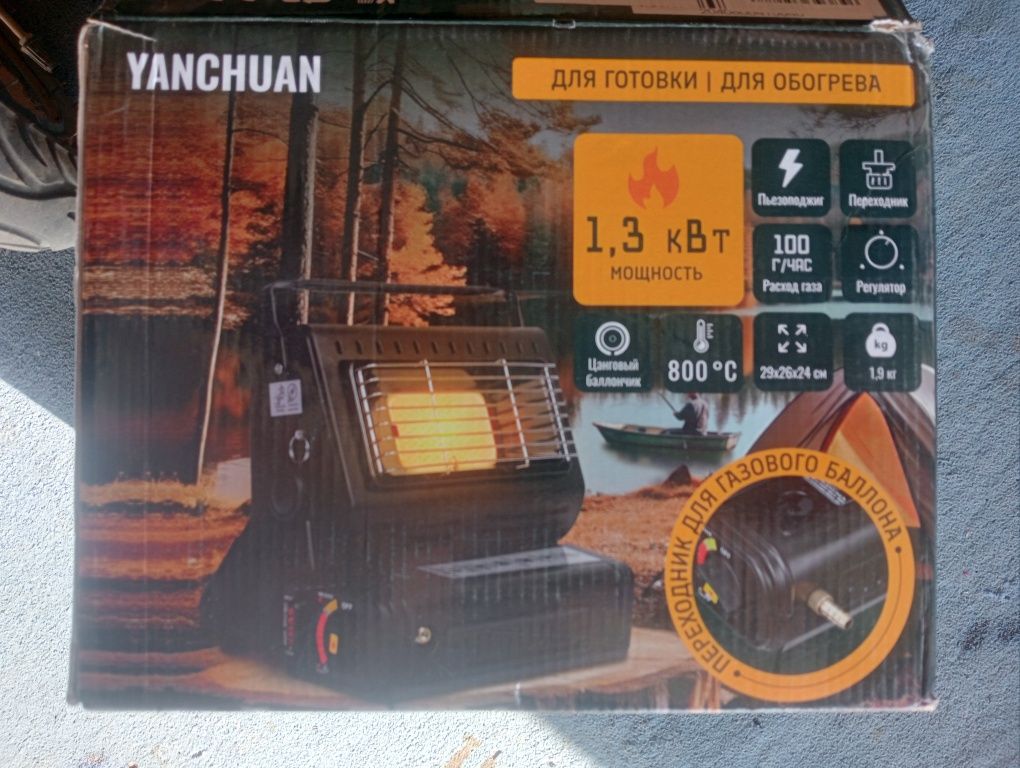 YANCHUAN
ДЛЯ ГОТОВКИ | ДЛЯ ОБОГРЕВА
1,3 кВт
МОЩНОСТЬ
Пьезоподжиг
Переходник
100
Г/ЧАС
Расход газа
Регулятор
Цанговый
баллончик
800°C
29x26x24 см
kg
1,9 кг
ПЕРЕХОДНИК ДЛЯ ГАЗОВОГО БАЛЛОНА
OFF